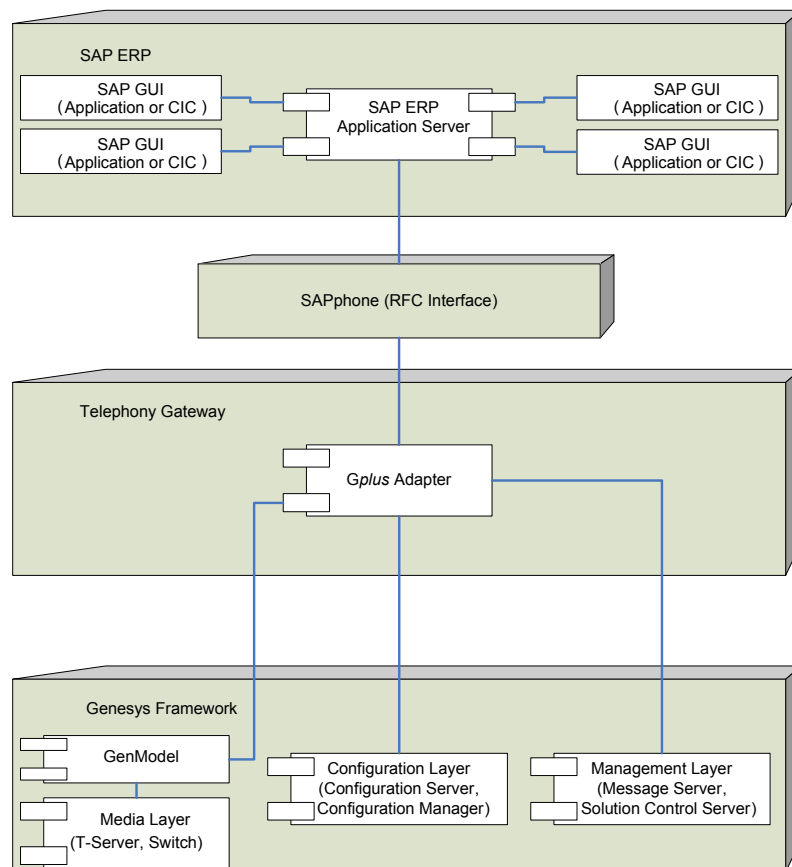 SAP ERP
SAP GUI
(Application or CIC )
SAP GUI
(Application or CIC )
SAP ERP
Application Server
SAP GUI
(Application or CIC )
SAP GUI
(Application or CIC )
SAPphone (RFC Interface)
Telephony Gateway
Gplus Adapter
Genesys Framework
GenModel
Media Layer
(T-Server, Switch)
Configuration Layer
(Configuration Server,
Configuration Manager)
Management Layer
(Message Server,
Solution Control Server)